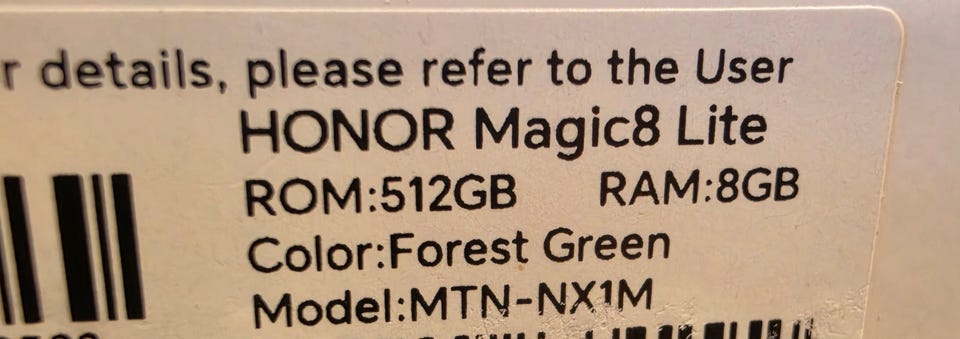 r details, please refer to the User
HONOR Magic8 Lite
ROM:512GB RAM:8GB
Color:Forest Green
Model:MTN-NX1M